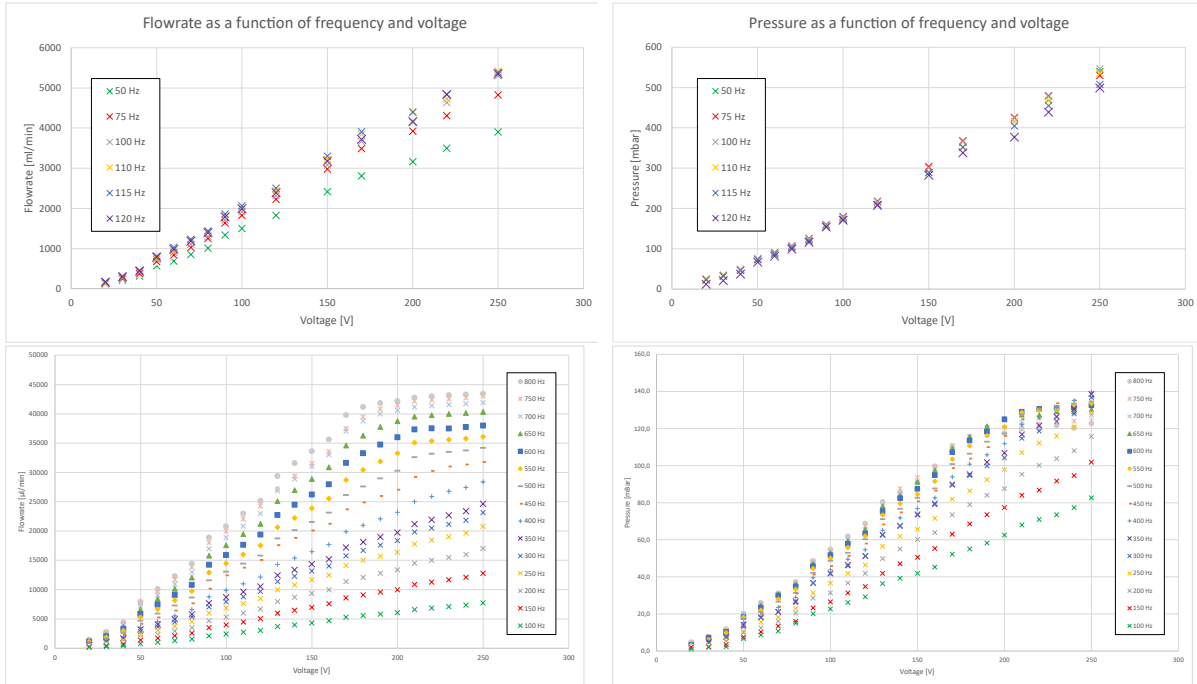 Flowrate as a function of frequency and voltage
6000
5000
4000
3000
2000
1000
0
Flowrate [ml/min]
50 Hz
75 Hz
100 Hz
110 Hz
115 Hz
120 Hz
0 50 100 150 200 250 300
Voltage [V]
Pressure as a function of frequency and voltage
600
500
400
300
200
100
0
Pressure [mbar]
50 Hz
75 Hz
100 Hz
110 Hz
115 Hz
120 Hz
0 50 100 150 200 250 300
Voltage [V]
50000
45000
40000
35000
30000
25000
20000
15000
10000
5000
0
Flowrate [µl/min]
800 Hz
750 Hz
700 Hz
650 Hz
600 Hz
550 Hz
500 Hz
450 Hz
400 Hz
350 Hz
300 Hz
250 Hz
200 Hz
150 Hz
100 Hz
0 50 100 150 200 250 300
Voltage [V]
160,0
140,0
120,0
100,0
80,0
60,0
40,0
20,0
0,0
Pressure [mBar]
800 Hz
750 Hz
700 Hz
650 Hz
600 Hz
550 Hz
500 Hz
450 Hz
400 Hz
350 Hz
300 Hz
250 Hz
200 Hz
150 Hz
100 Hz
0 50 100 150 200 250 300
Voltage [V]